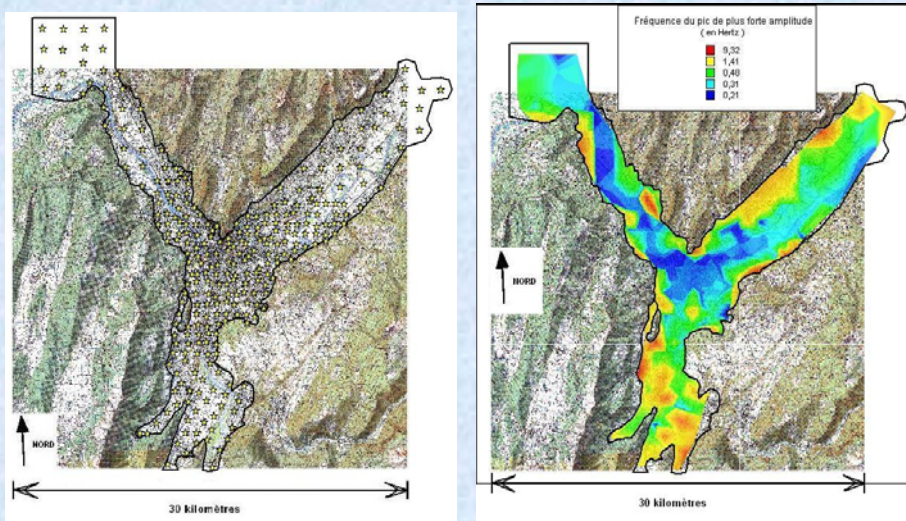 NORD
30 kilomètres
Fréquence du pic de plus forte amplitude
( en Hertz )
9,32
1,41
0,48
0,31
0,21
NORD
30 kilomètres